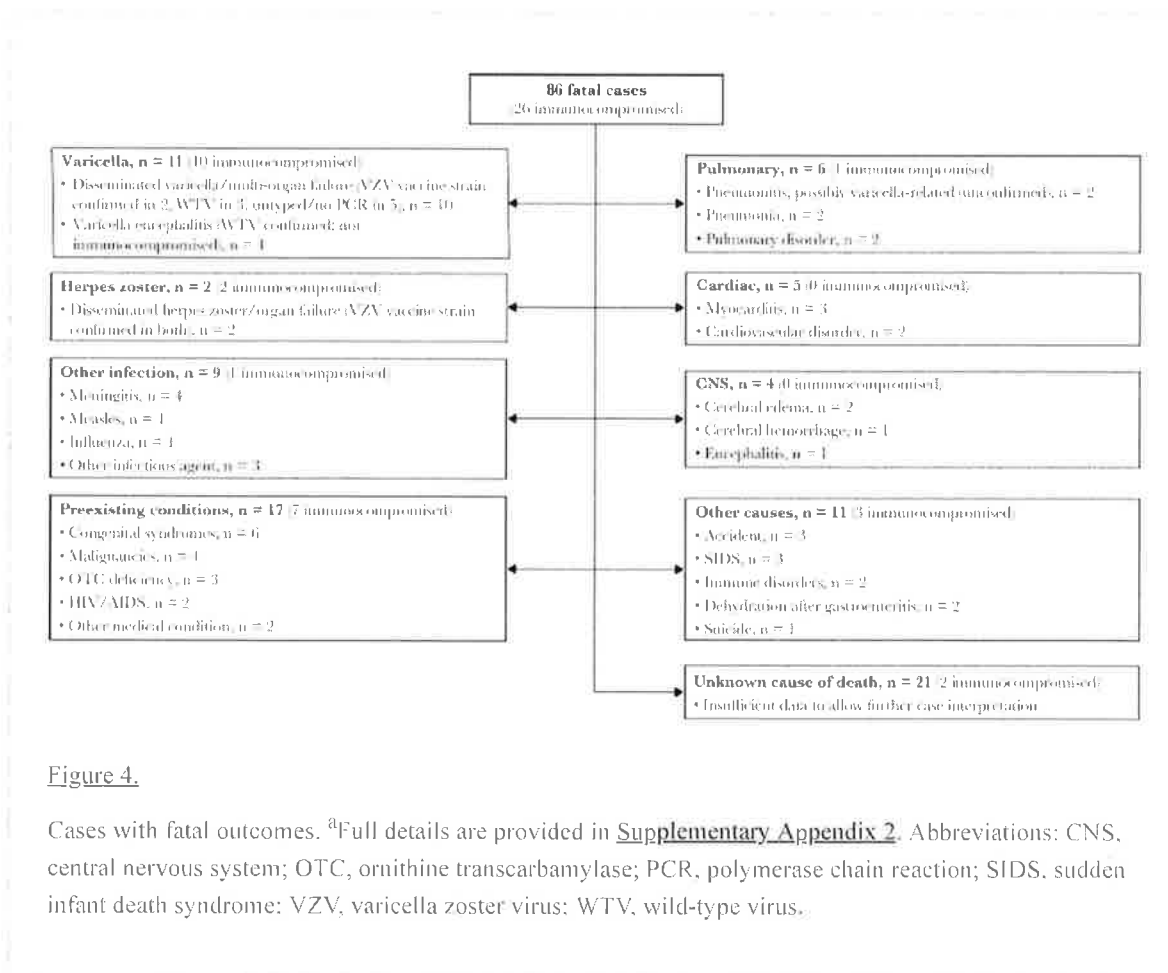 86 fatal cases
(26 immunocompromised)
Varicella, n = 11 (10 immunocompromised)
• Disseminated varicella/multi-organ failure (VZV vaccine strain
confirmed in 2, WTV in 3, untyped/no PCR in 5), n = 10
• Varicella encephalitis (WTV confirmed; not
immunocompromised), n = 1
Herpes zoster, n = 2 (2 immunocompromised)
• Disseminated herpes zoster/organ failure (VZV vaccine strain
confirmed in both), n = 2
Other infection, n = 9 (1 immunocompromised)
• Meningitis, n = 4
• Measles, n = 1
• Influenza, n = 1
• Other infectious agent, n = 3
Preexisting conditions, n = 17 (7 immunocompromised)
• Congenital syndromes, n = 6
• Malignancies, n = 4
• OTC deficiency, n = 3
• HIV/AIDS, n = 2
• Other medical condition, n = 2
Pulmonary, n = 6 (1 immunocompromised)
• Pneumonitis, possibly varicella-related (unconfirmed), n = 2
• Pneumonia, n = 2
• Pulmonary disorder, n = 2
Cardiac, n = 5 (0 immunocompromised)
• Myocarditis, n = 3
• Cardiovascular disorder, n = 2
CNS, n = 4 (0 immunocompromised)
• Cerebral edema, n = 2
• Cerebral hemorrhage, n = 1
• Encephalitis, n = 1
Other causes, n = 11 (3 immunocompromised)
• Accident, n = 3
• SIDS, n = 3
• Immune disorders, n = 2
• Dehydration after gastroenteritis, n = 2
• Suicide, n = 1
Unknown cause of death, n = 21 (2 immunocompromised)
• Insufficient data to allow further case interpretation
Figure 4.
Cases with fatal outcomes. aFull details are provided in Supplementary Appendix 2. Abbreviations: CNS,
central nervous system; OTC, ornithine transcarbamylase; PCR, polymerase chain reaction; SIDS, sudden
infant death syndrome; VZV, varicella zoster virus; WTV, wild-type virus.